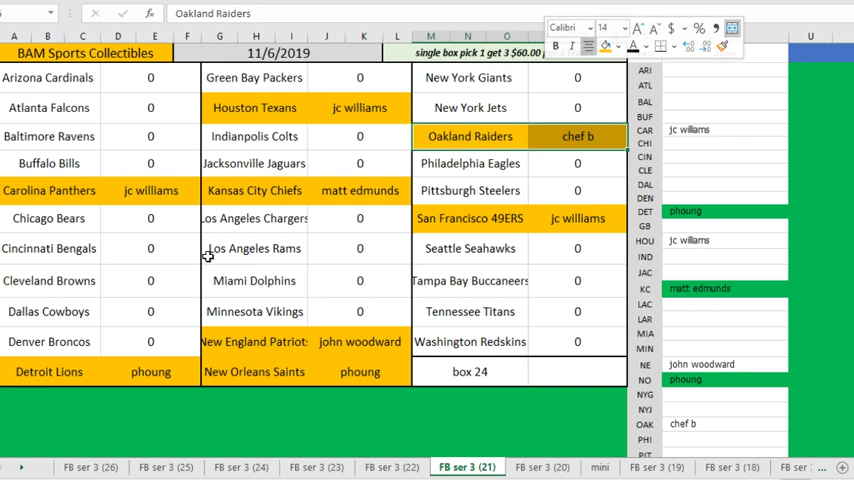 Oakland Raiders
Calibri 14 A A $ % ,
B I A
A B C D E F G H I J K L M N O U
BAM Sports Collectibles 11/6/2019 single box pick 1 get 3 $60.00
Arizona Cardinals 0 Green Bay Packers 0 New York Giants 0 ARI
ATL
Atlanta Falcons 0 Houston Texans jc williams New York Jets 0 BAL
BUF
Baltimore Ravens 0 Indianpolis Colts 0 Oakland Raiders chef b CAR jc williams
CHI
Buffalo Bills 0 Jacksonville Jaguars 0 Philadelphia Eagles 0 CIN
CLE
Carolina Panthers jc williams Kansas City Chiefs matt edmunds Pittsburgh Steelers 0 DAL
DEN
Chicago Bears 0 Los Angeles Chargers 0 San Francisco 49ERS jc williams DET phoung
GB
Cincinnati Bengals 0 Los Angeles Rams 0 Seattle Seahawks 0 HOU jc williams
IND
Cleveland Browns 0 Miami Dolphins 0 Tampa Bay Buccaneers 0 JAC
KC matt edmunds
Dallas Cowboys 0 Minnesota Vikings 0 Tennessee Titans 0 LAC
LAR
MIA
Denver Broncos 0 New England Patriots john woodward Washington Redskins 0 MIN
NE john woodward
Detroit Lions phoung New Orleans Saints phoung box 24 NO phoung
NYG
NYJ
OAK chef b
PHI
PIT
FB ser 3 (26) FB ser 3 (25) FB ser 3 (24) FB ser 3 (23) FB ser 3 (22) FB ser 3 (21) FB ser 3 (20) mini FB ser 3 (19) FB ser 3 (18) FB ser ...